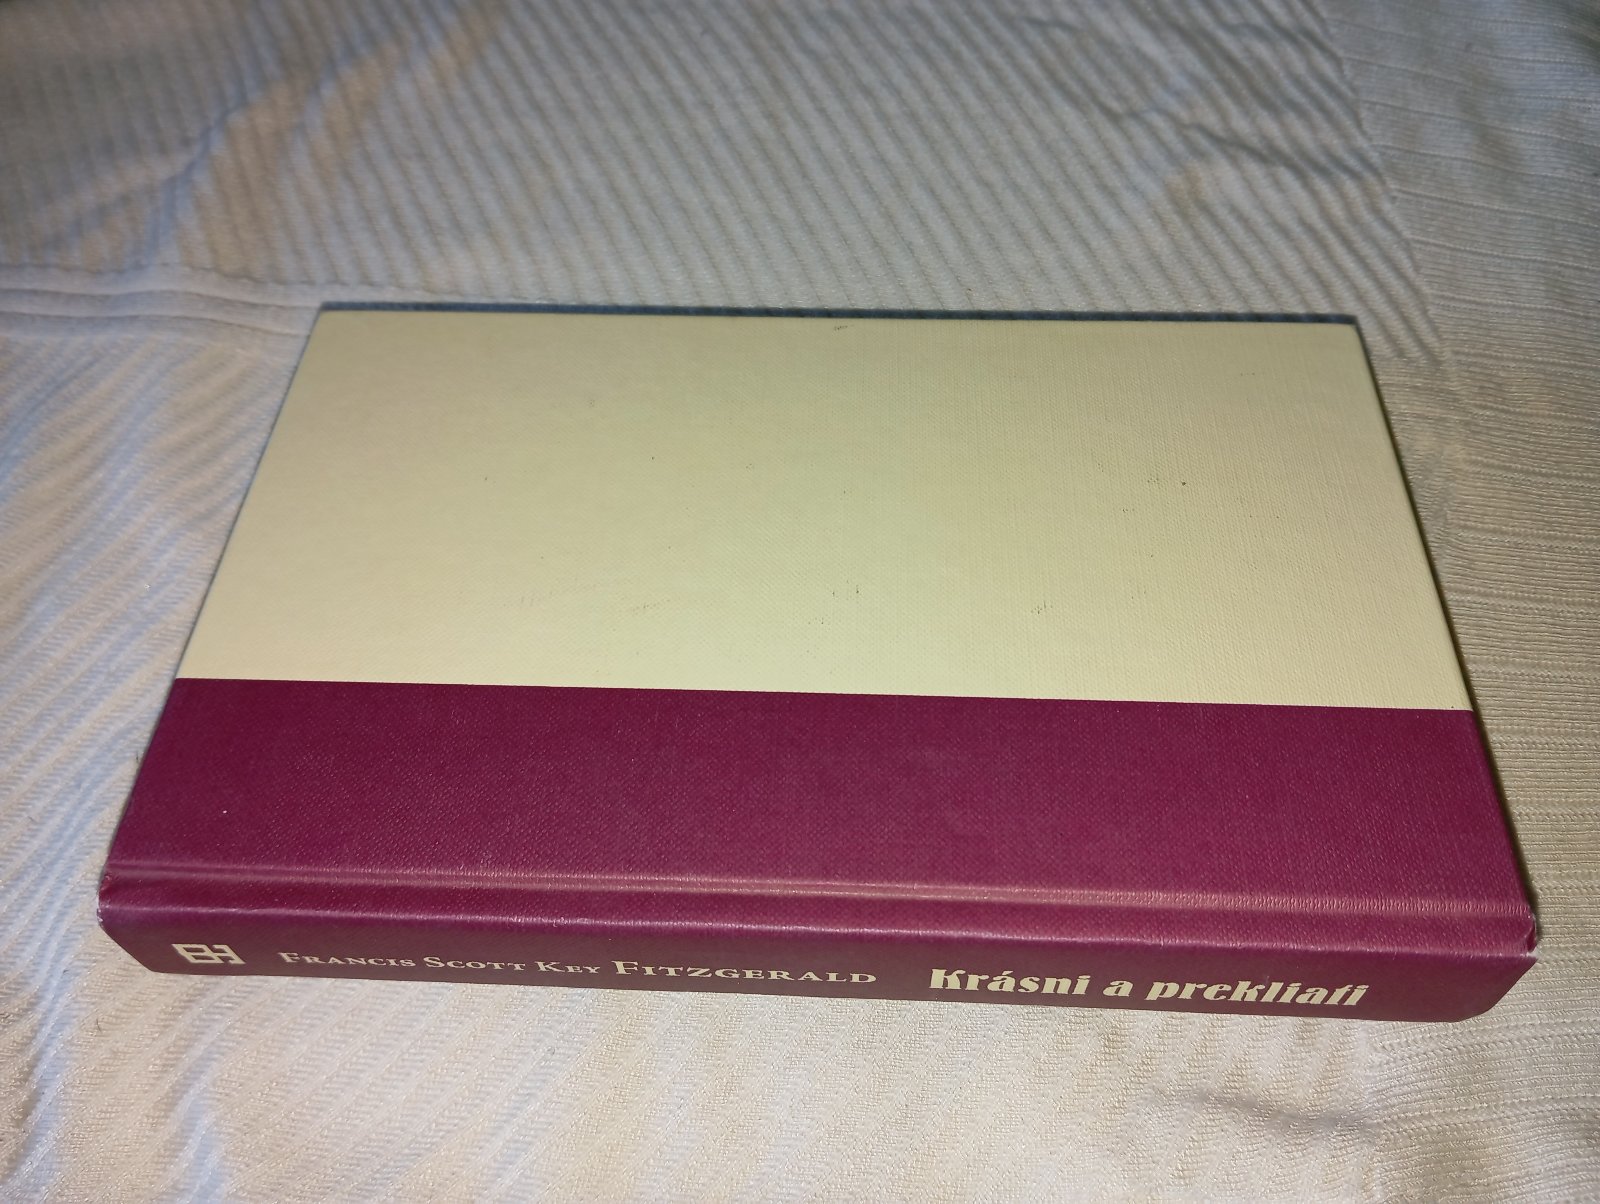 Francis Scott Key Fitzgerald Krásni a prekliati